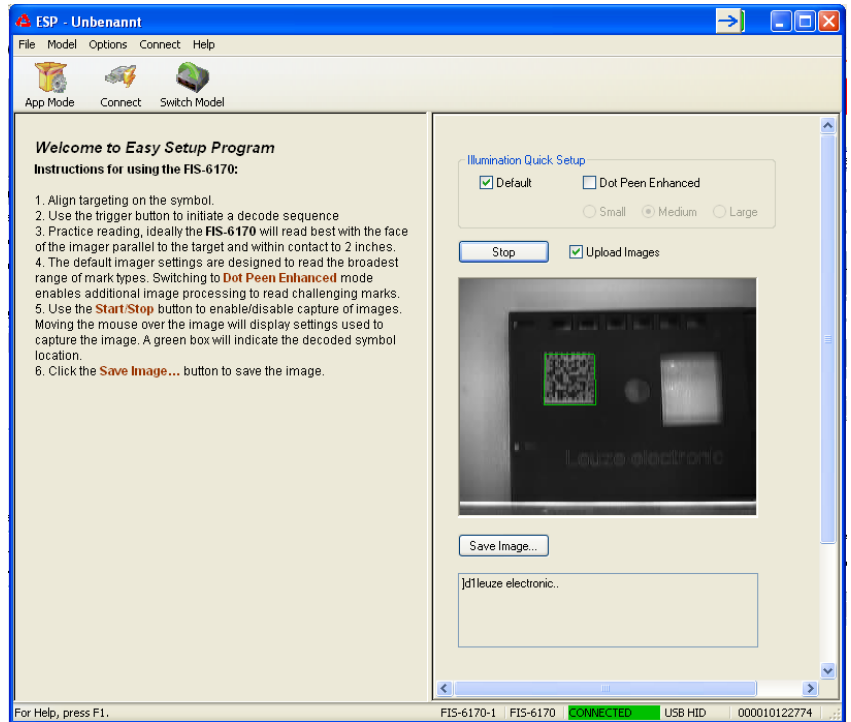 ESP - Unbenannt
File Model Options Connect Help
App Mode Connect Switch Model
Welcome to Easy Setup Program
Instructions for using the FIS-6170:
1. Align targeting on the symbol.
2. Use the trigger button to initiate a decode sequence
3. Practice reading, ideally the FIS-6170 will read best with the face
of the imager parallel to the target and within contact to 2 inches.
4. The default imager settings are designed to read the broadest
range of mark types. Switching to Dot Peen Enhanced mode
enables additional image processing to read challenging marks.
5. Use the Start/Stop button to enable/disable capture of images.
Moving the mouse over the image will display settings used to
capture the image. A green box will indicate the decoded symbol
location.
6. Click the Save Image... button to save the image.
Illumination Quick Setup
Default Dot Peen Enhanced
Small Medium Large
Stop Upload Images
Leuze electronic
Save Image...
]d1leuze electronic..
For Help, press F1. FIS-6170-1 FIS-6170 CONNECTED USB HID 000010122774